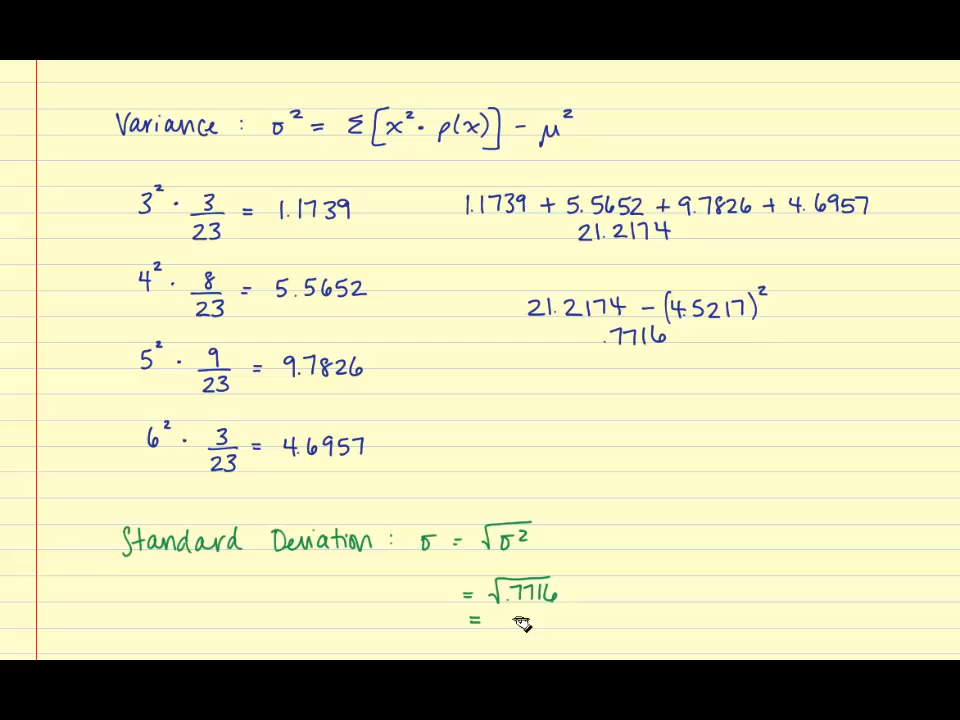 Variance : σ² = Σ[x² · p(x)] − μ²
3² · 3/23 = 1.1739
1.1739 + 5.5652 + 9.7826 + 4.6957
21.2174
4² · 8/23 = 5.5652
21.2174 − (4.5217)²
.7716
5² · 9/23 = 9.7826
6² · 3/23 = 4.6957
Standard Deviation : σ = √σ²
= √.7716
=